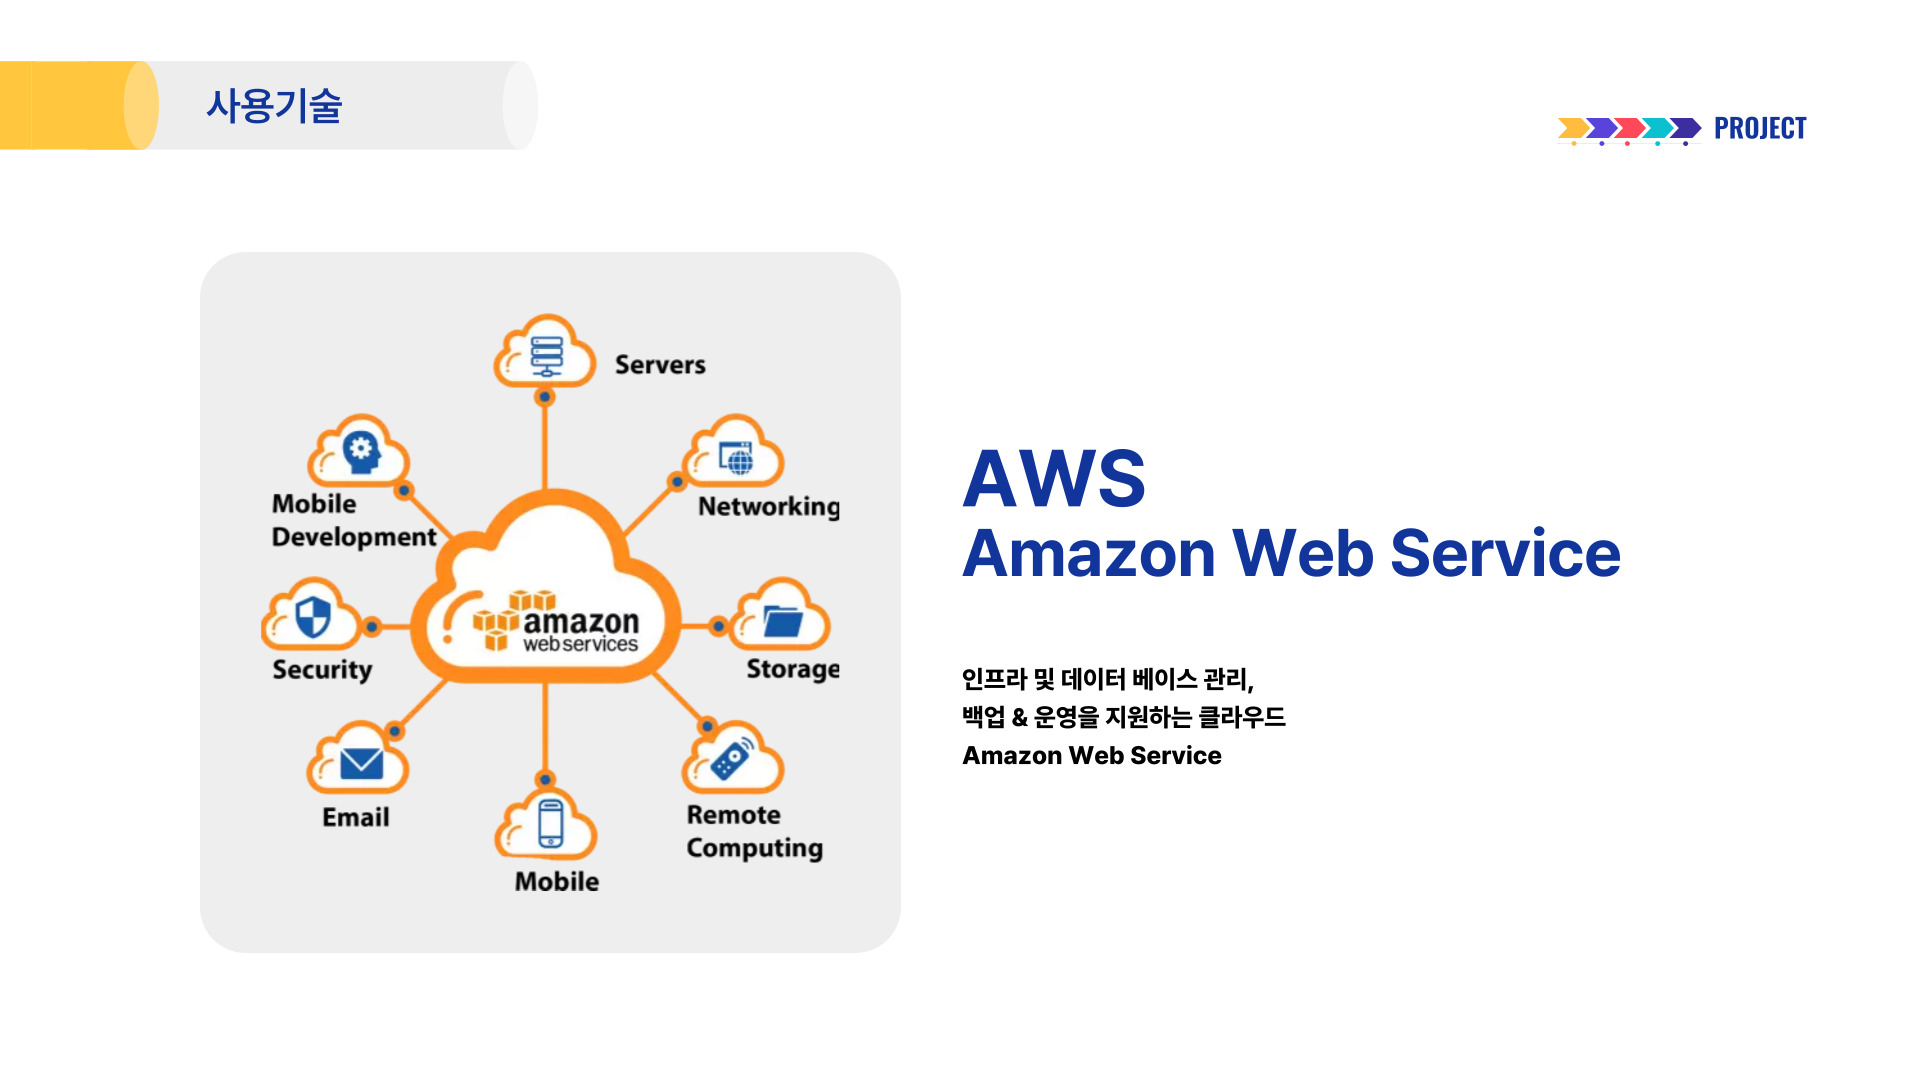 사용기술
PROJECT
Servers
Mobile
Development
Networking
amazon
webservices
Security
Storage
Email
Remote
Computing
Mobile
AWS
Amazon Web Service
인프라 및 데이터 베이스 관리,
백업 & 운영을 지원하는 클라우드
Amazon Web Service